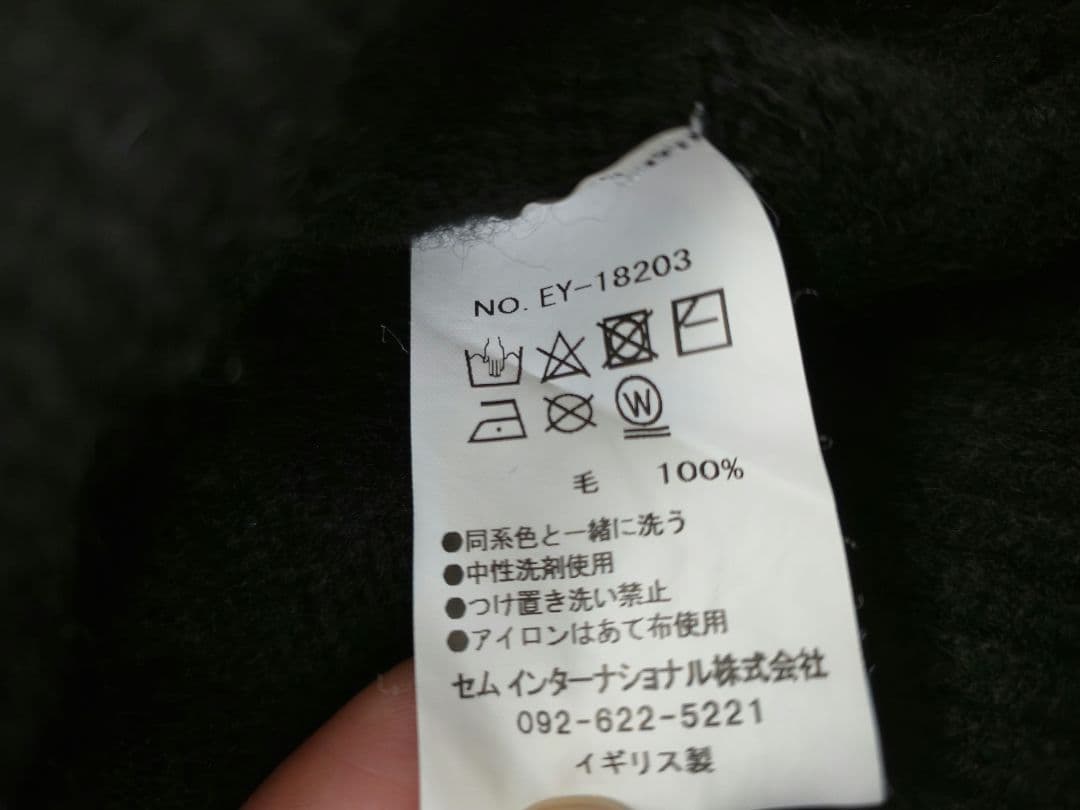 NO. EY-18203
W
毛 100%
●同系色と一緒に洗う
●中性洗剤使用
●つけ置き洗い禁止
●アイロンはあて布使用
セムインターナショナル株式会社
092-622-5221
イギリス製